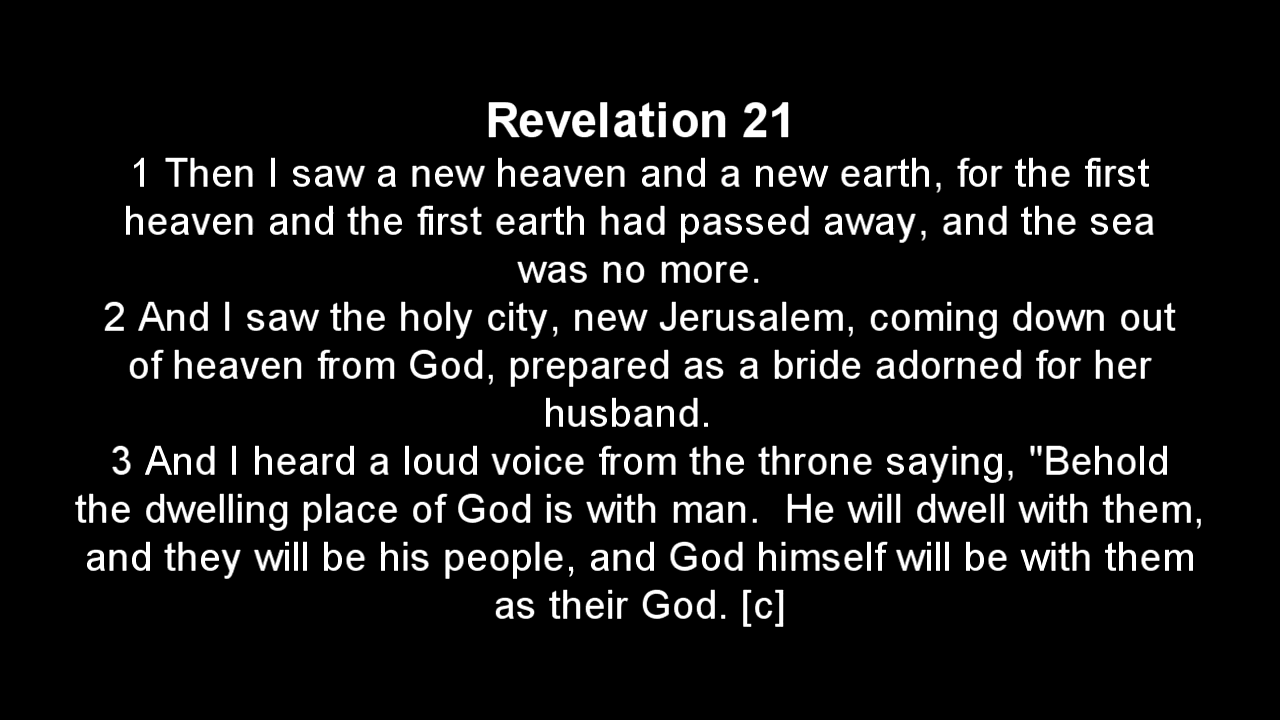 Revelation 21
1 Then I saw a new heaven and a new earth, for the first
heaven and the first earth had passed away, and the sea
was no more.
2 And I saw the holy city, new Jerusalem, coming down out
of heaven from God, prepared as a bride adorned for her
husband.
3 And I heard a loud voice from the throne saying, "Behold
the dwelling place of God is with man.  He will dwell with them,
and they will be his people, and God himself will be with them
as their God. [c]